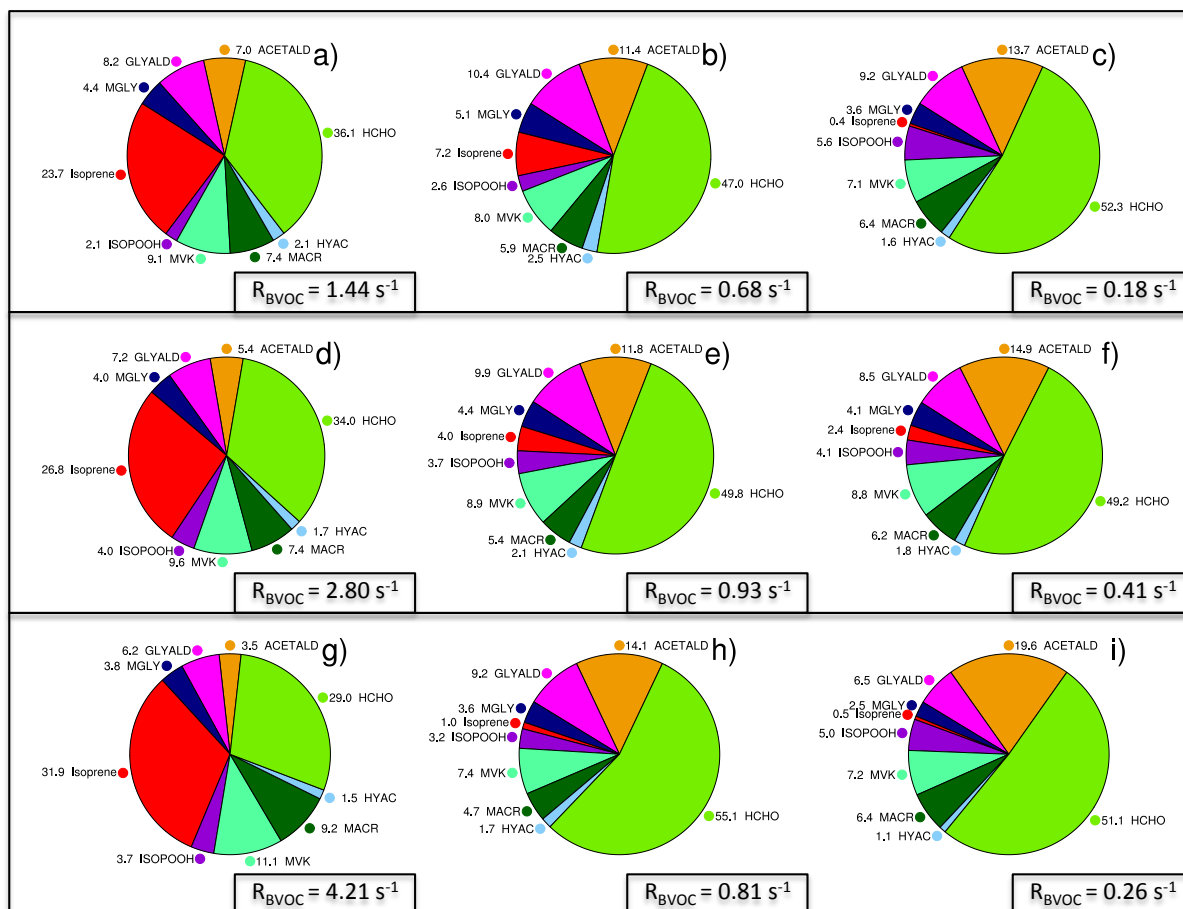 7.0 ACETALD
a)
8.2 GLYALD
4.4 MGLY
36.1 HCHO
23.7 Isoprene
2.1 ISOPOOH
2.1 HYAC
9.1 MVK
7.4 MACR
R_BVOC = 1.44 s⁻¹
11.4 ACETALD
b)
10.4 GLYALD
5.1 MGLY
7.2 Isoprene
47.0 HCHO
2.6 ISOPOOH
8.0 MVK
5.9 MACR
2.5 HYAC
R_BVOC = 0.68 s⁻¹
13.7 ACETALD
c)
9.2 GLYALD
3.6 MGLY
0.4 Isoprene
5.6 ISOPOOH
7.1 MVK
52.3 HCHO
6.4 MACR
1.6 HYAC
R_BVOC = 0.18 s⁻¹
5.4 ACETALD
d)
7.2 GLYALD
4.0 MGLY
34.0 HCHO
26.8 Isoprene
1.7 HYAC
4.0 ISOPOOH
7.4 MACR
9.6 MVK
R_BVOC = 2.80 s⁻¹
11.8 ACETALD
e)
9.9 GLYALD
4.4 MGLY
4.0 Isoprene
3.7 ISOPOOH
49.8 HCHO
8.9 MVK
5.4 MACR
2.1 HYAC
R_BVOC = 0.93 s⁻¹
14.9 ACETALD
f)
8.5 GLYALD
4.1 MGLY
2.4 Isoprene
4.1 ISOPOOH
8.8 MVK
49.2 HCHO
6.2 MACR
1.8 HYAC
R_BVOC = 0.41 s⁻¹
3.5 ACETALD
g)
6.2 GLYALD
3.8 MGLY
29.0 HCHO
31.9 Isoprene
1.5 HYAC
9.2 MACR
3.7 ISOPOOH
11.1 MVK
R_BVOC = 4.21 s⁻¹
14.1 ACETALD
h)
9.2 GLYALD
3.6 MGLY
1.0 Isoprene
3.2 ISOPOOH
7.4 MVK
4.7 MACR
55.1 HCHO
1.7 HYAC
R_BVOC = 0.81 s⁻¹
19.6 ACETALD
i)
6.5 GLYALD
2.5 MGLY
0.5 Isoprene
5.0 ISOPOOH
7.2 MVK
6.4 MACR
51.1 HCHO
1.1 HYAC
R_BVOC = 0.26 s⁻¹